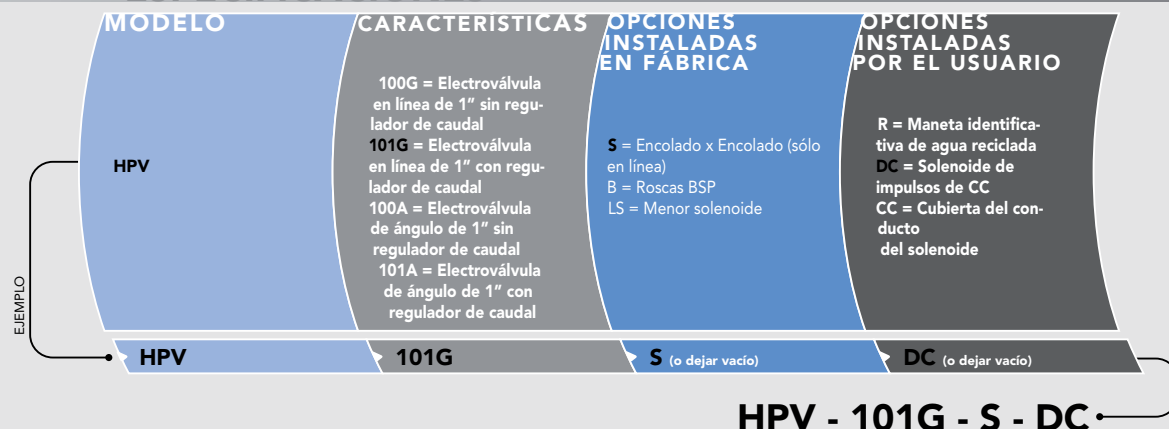 MODELO
HPV
CARACTERÍSTICAS
100G = Electroválvula
en línea de 1” sin regu-
lador de caudal
101G = Electroválvula
en línea de 1” con regu-
lador de caudal
100A = Electroválvula
de ángulo de 1” sin
regulador de caudal
101A = Electroválvula
de ángulo de 1” con
regulador de caudal
OPCIONES
INSTALADAS
EN FÁBRICA
S = Encolado x Encolado (sólo
en línea)
B = Roscas BSP
LS = Menor solenoide
OPCIONES
INSTALADAS
POR EL USUARIO
R = Maneta identifica-
tiva de agua reciclada
DC = Solenoide de
impulsos de CC
CC = Cubierta del con-
ducto
del solenoide
EJEMPLO
HPV
101G
S (o dejar vacío)
DC (o dejar vacío)
HPV - 101G - S - DC